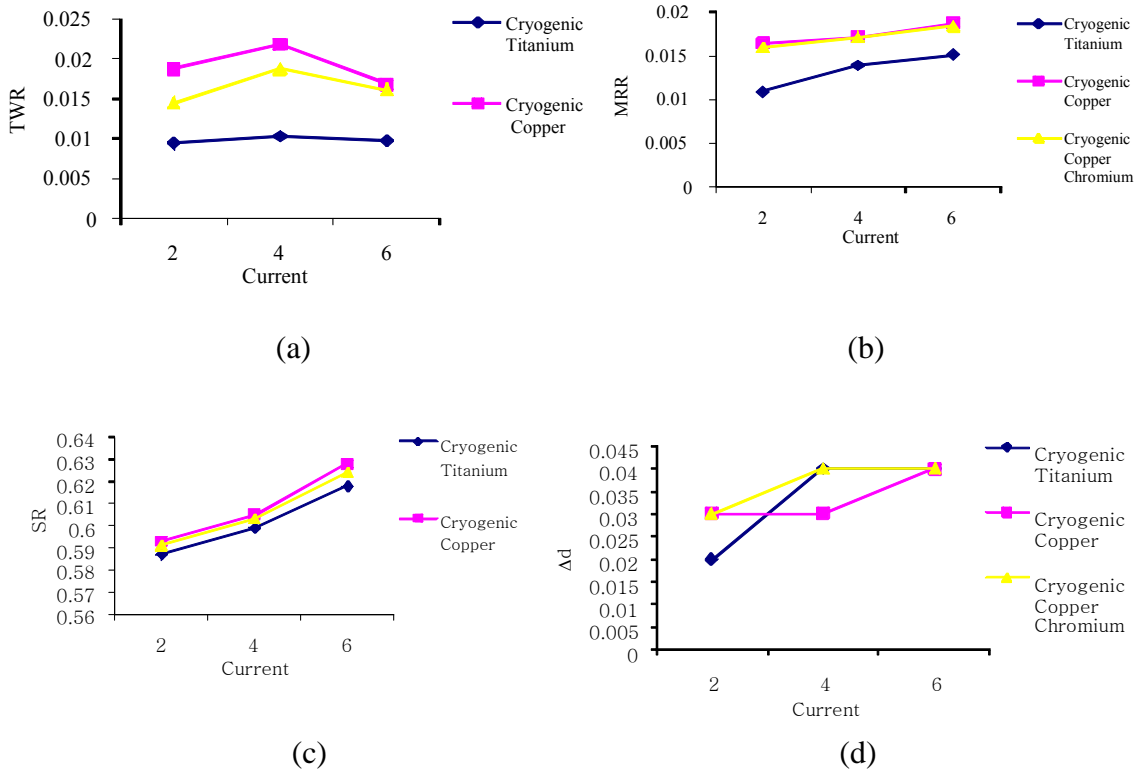 0.025
0.02
0.015
0.01
0.005
0
TWR
2 4 6
Current
Cryogenic
Titanium
Cryogenic
Copper
(a)
0.02
0.015
0.01
0.005
0
MRR
2 4 6
Current
Cryogenic
Titanium
Cryogenic
Copper
Cryogenic
Copper
Chromium
(b)
0.64
0.63
0.62
0.61
0.6
0.59
0.58
0.57
0.56
SR
2 4 6
Current
Cryogenic
Titanium
Cryogenic
Copper
(c)
0.045
0.04
0.035
0.03
0.025
0.02
0.015
0.01
0.005
0
Δd
2 4 6
Current
Cryogenic
Titanium
Cryogenic
Copper
Cryogenic
Copper
Chromium
(d)